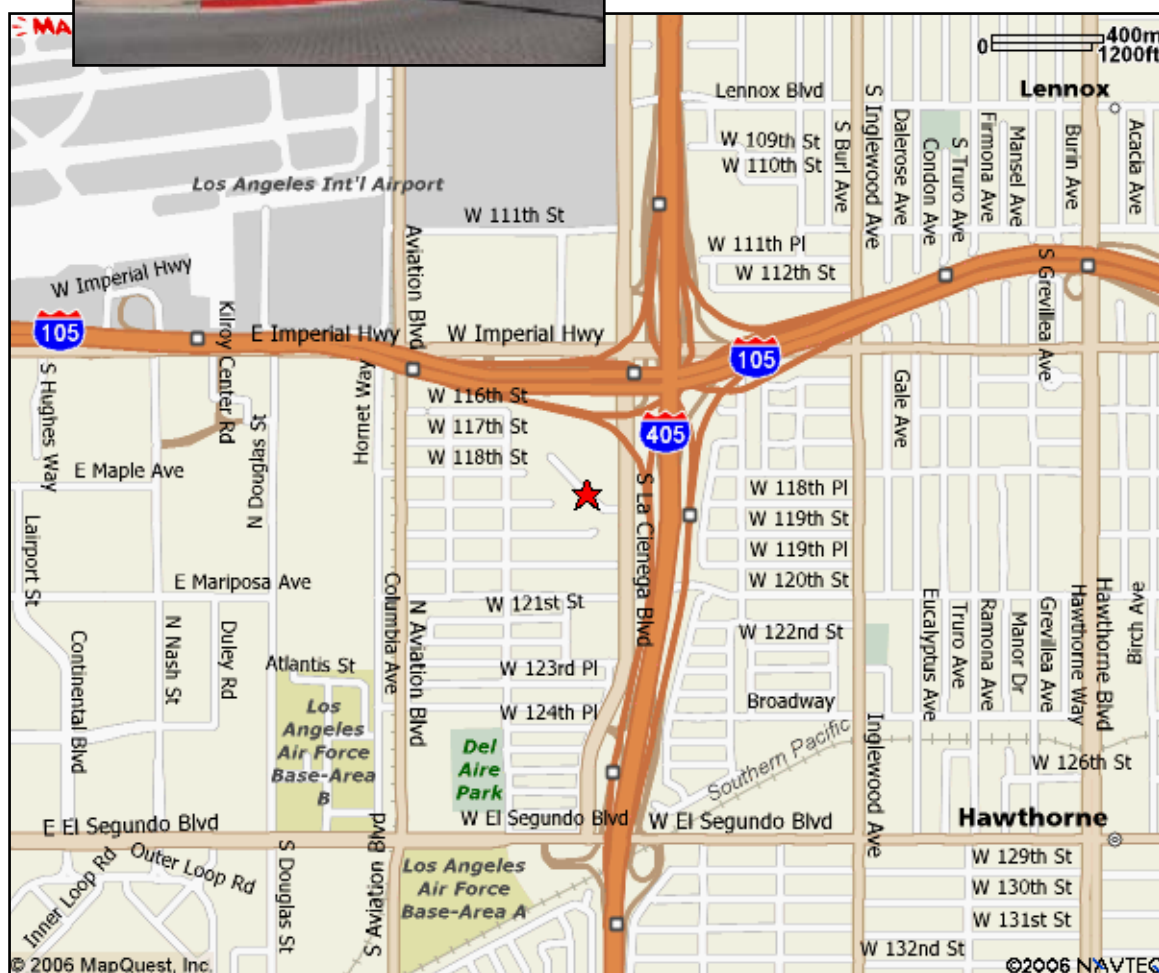 MA
400m
0
1200ft
Lennox Blvd
Lennox
S Inglewood Ave
Dalerose Ave
S Burl Ave
Condon Ave
S Truro Ave
Firmona Ave
Mansel Ave
Burin Ave
Acacia Ave
W 109th St
W 110th St
Los Angeles Int'l Airport
W 111th St
Aviation Blvd
W 111th Pl
W 112th St
S Grevillea Ave
W Imperial Hwy
Kilroy Center Rd
105
E Imperial Hwy
W Imperial Hwy
105
S Hughes Way
Hornet Way
W 116th St
Gale Ave
N Douglas St
W 117th St
405
W 118th St
E Maple Ave
S La Cienega Blvd
W 118th Pl
Lairport St
W 119th St
W 119th Pl
E Mariposa Ave
Columbia Ave
W 120th St
N Aviation Blvd
W 121st St
Eucalyptus Ave
Truro Ave
Ramona Ave
Manor Dr
Grevillea Ave
Hawthorne Way
Hawthorne Blvd
Birch Ave
N Nash St
Duley Rd
W 122nd St
Continental Blvd
Atlantis St
W 123rd Pl
Broadway
Los
Angeles
Air Force
Base-Area
B
W 124th Pl
Inglewood Ave
Del
Aire
Park
Southern Pacific
W 126th St
E El Segundo Blvd
W El Segundo Blvd
W El Segundo Blvd
Hawthorne
Inner Loop Rd
Outer Loop Rd
S Douglas St
S Aviation Blvd
Los Angeles
Air Force
Base-Area A
W 129th St
W 130th St
W 131st St
W 132nd St
© 2006 MapQuest, Inc.
©2006 NAVTEQ